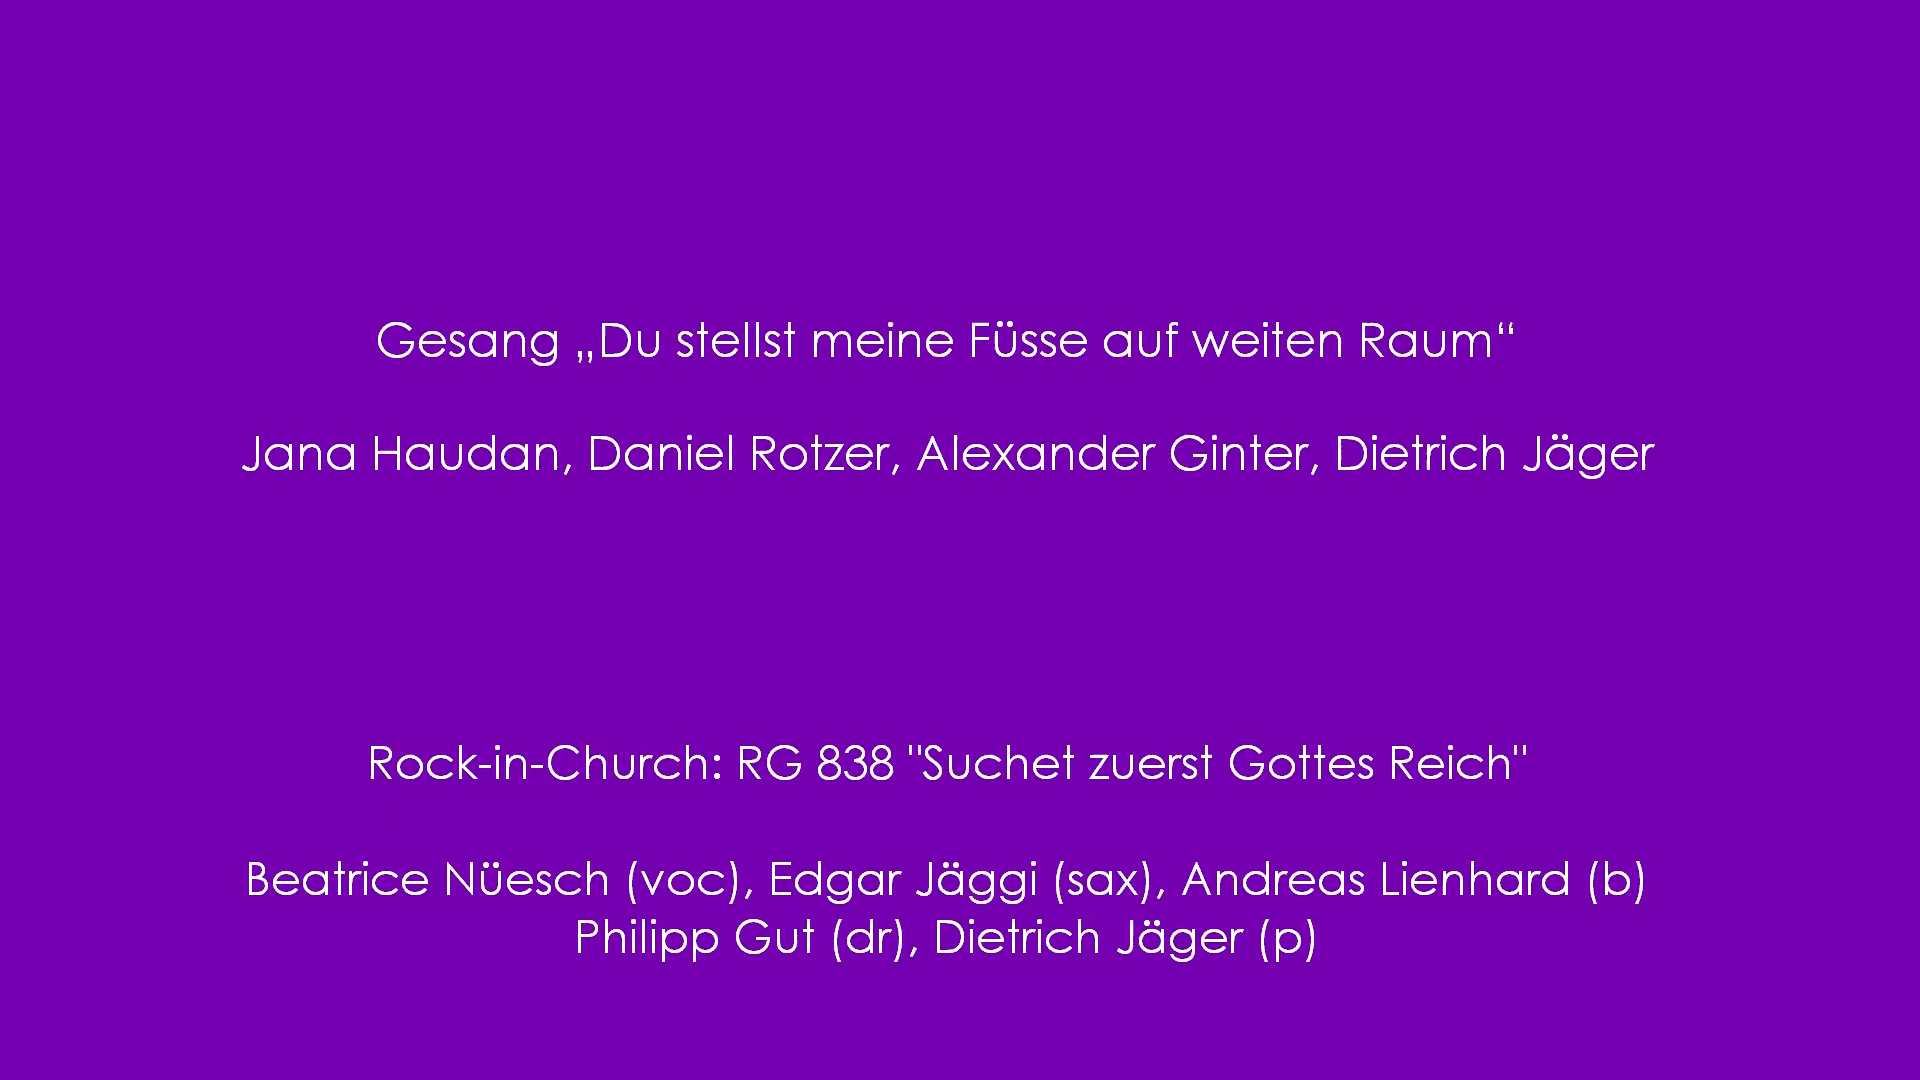 Gesang „Du stellst meine Füsse auf weiten Raum“
Jana Haudan, Daniel Rotzer, Alexander Ginter, Dietrich Jäger
Rock-in-Church: RG 838 "Suchet zuerst Gottes Reich"
Beatrice Nüesch (voc), Edgar Jäggi (sax), Andreas Lienhard (b)
Philipp Gut (dr), Dietrich Jäger (p)